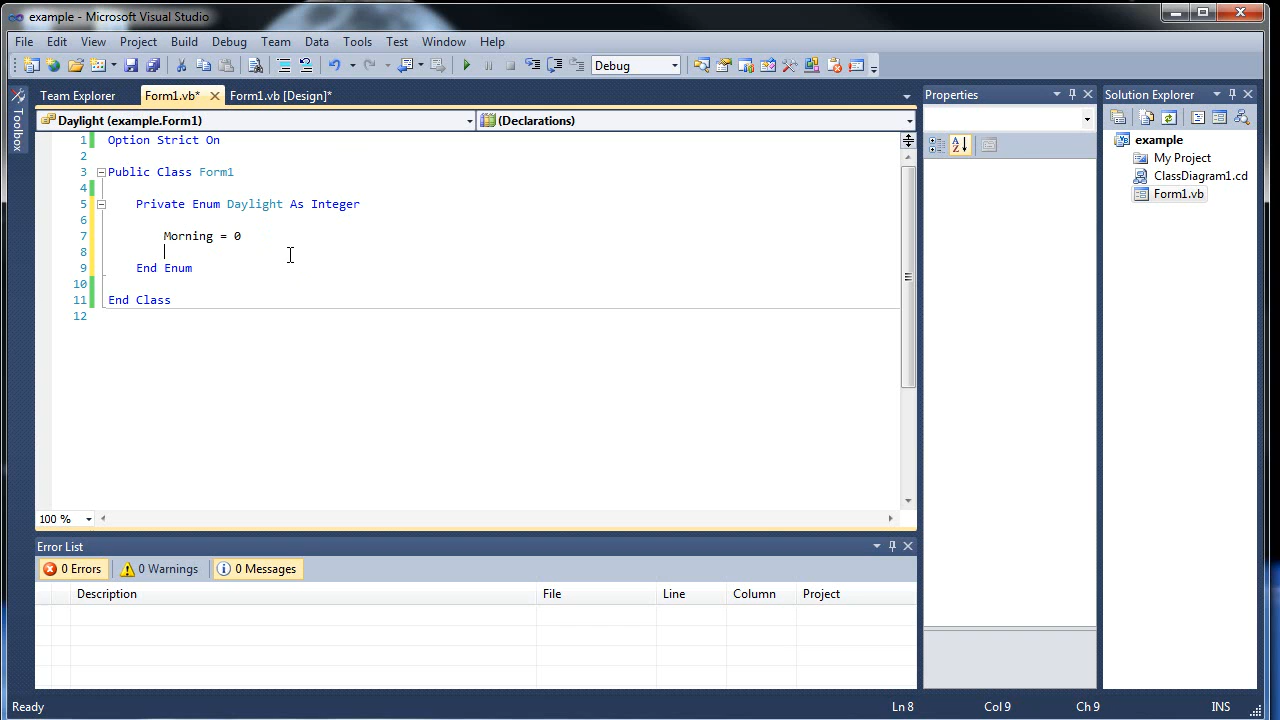 example - Microsoft Visual Studio
File Edit View Project Build Debug Team Data Tools Test Window Help
Debug
Team Explorer Form1.vb* Form1.vb [Design]*
Properties
Solution Explorer
Toolbox
Daylight (example.Form1) (Declarations)
1 Option Strict On
2
3 Public Class Form1
4
5 Private Enum Daylight As Integer
6
7 Morning = 0
8
9 End Enum
10
11 End Class
12
example
My Project
ClassDiagram1.cd
Form1.vb
100 %
Error List
0 Errors 0 Warnings 0 Messages
Description File Line Column Project
Ready Ln 8 Col 9 Ch 9 INS